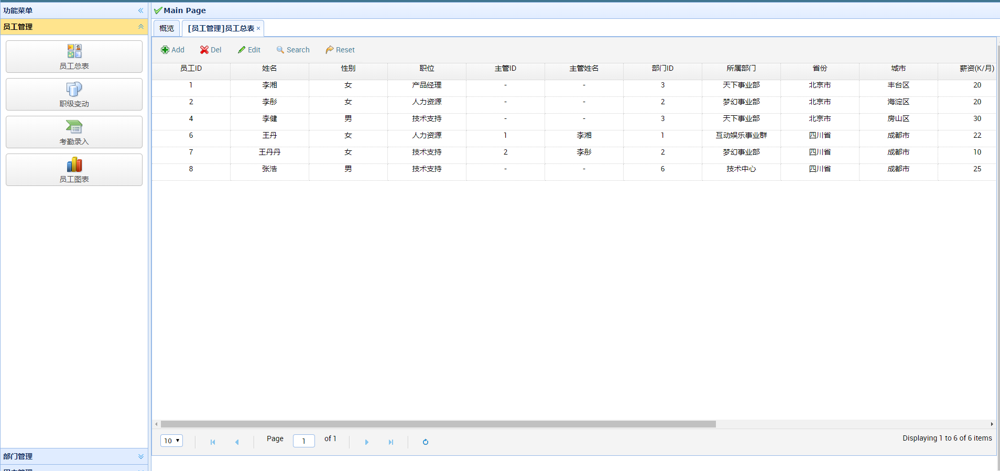 功能菜单
员工管理
员工总表
职级变动
考勤录入
员工图表
部门管理
Main Page
概览 [员工管理]员工总表
Add Del Edit Search Reset
员工ID 姓名 性别 职位 主管ID 主管姓名 部门ID 所属部门 省份 城市 薪资(K/月)
1 李湘 女 产品经理 - - 3 天下事业部 北京市 丰台区 20
2 李彤 女 人力资源 - - 2 梦幻事业部 北京市 海淀区 20
4 李健 男 技术支持 - - 3 天下事业部 北京市 房山区 30
6 王丹 女 人力资源 1 李湘 1 互动娱乐事业群 四川省 成都市 22
7 王丹丹 女 技术支持 2 李彤 2 梦幻事业部 四川省 成都市 10
8 张浩 男 技术支持 - - 6 技术中心 四川省 成都市 25
10 Page 1 of 1 Displaying 1 to 6 of 6 items